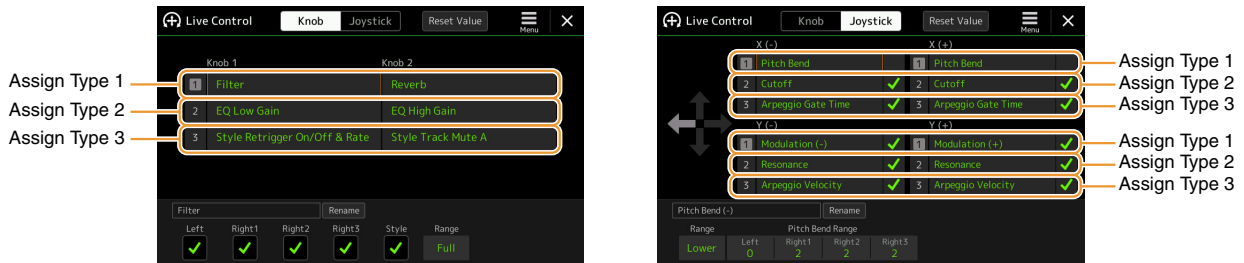 Live Control Knob Joystick Reset Value Menu
Knob 1 Knob 2
Assign Type 1 1 Filter Reverb
Assign Type 2 2 EQ Low Gain EQ High Gain
Assign Type 3 3 Style Retrigger On/Off & Rate Style Track Mute A
Filter Rename
Left Right1 Right2 Right3 Style Range
Full
Live Control Knob Joystick Reset Value Menu
X (-) X (+)
1 Pitch Bend 1 Pitch Bend Assign Type 1
2 Cutoff 2 Cutoff Assign Type 2
3 Arpeggio Gate Time 3 Arpeggio Gate Time Assign Type 3
Y (-) Y (+)
1 Modulation (-) 1 Modulation (+) Assign Type 1
2 Resonance 2 Resonance Assign Type 2
3 Arpeggio Velocity 3 Arpeggio Velocity Assign Type 3
Pitch Bend (-) Rename
Range Pitch Bend Range
Lower Left 0 Right1 2 Right2 2 Right3 2